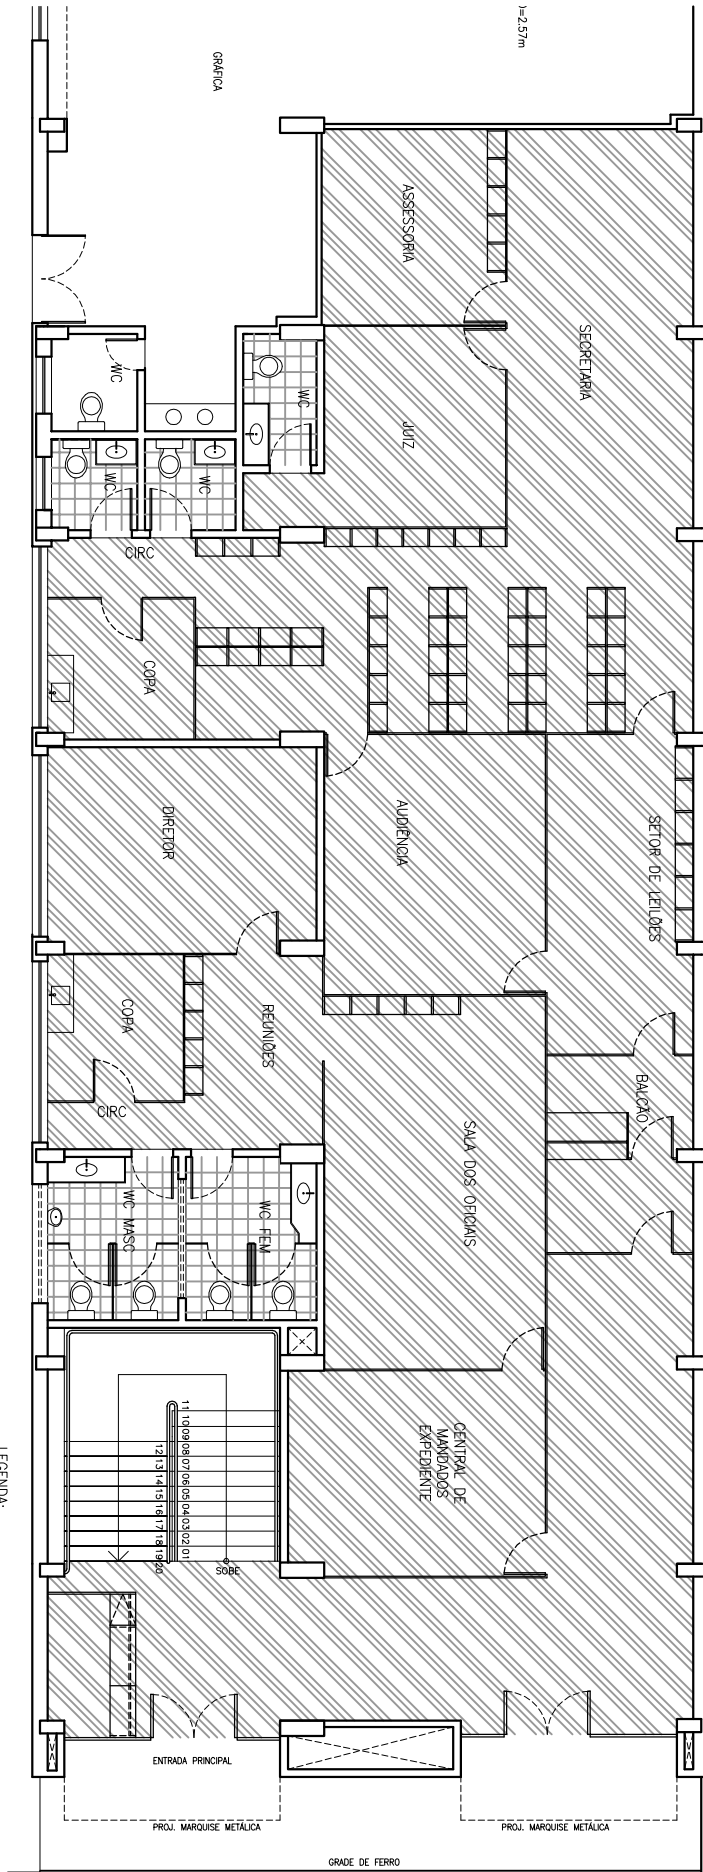 )=2.57m
GRÁFICA
ASSESSORIA
SECRETARIA
WC
WC
JUIZ
WC
WC
CIRC
COPA
DIRETOR
AUDIÊNCIA
SETOR DE LEILÕES
COPA
REUNIÕES
BALCÃO
CIRC
SALA DOS OFICIAIS
WC MASC
WC FEM
CENTRAL DE
MANDADOS
EXPEDIENTE
11 10 09 08 07 06 05 04 03 02 01
12 13 14 15 16 17 18 19 20
SOBE
LEGENDA:
ENTRADA PRINCIPAL
PROJ. MARQUISE METÁLICA
PROJ. MARQUISE METÁLICA
GRADE DE FERRO